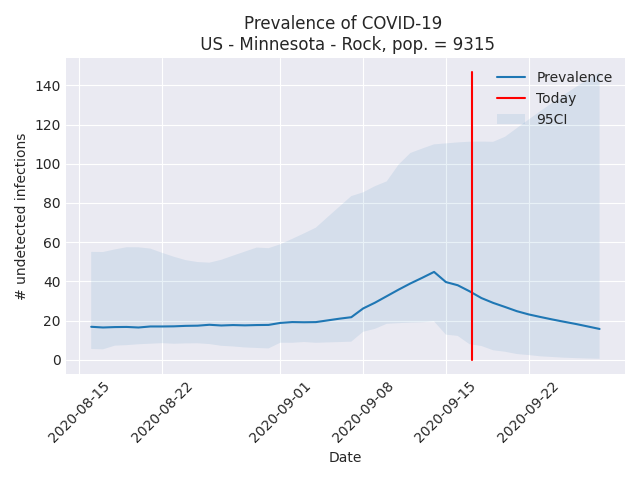 Prevalence of COVID-19
US - Minnesota - Rock, pop. = 9315
Prevalence
Today
95CI
# undetected infections
140
120
100
80
60
40
20
0
2020-08-15
2020-08-22
2020-09-01
2020-09-08
2020-09-15
2020-09-22
Date